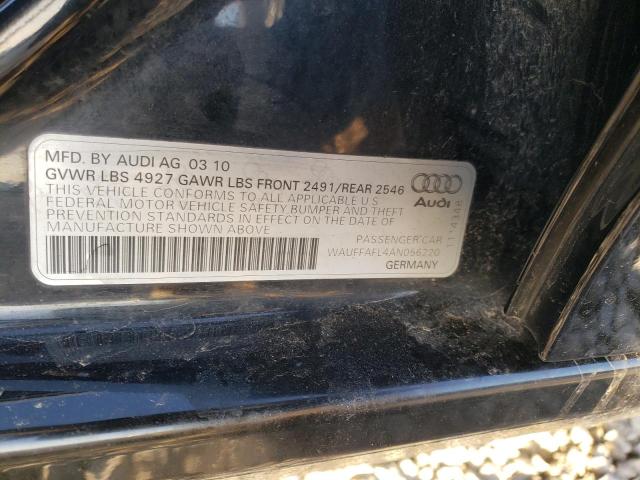 MFD. BY AUDI AG 03 10
GVWR LBS 4927 GAWR LBS FRONT 2491/REAR 2546
THIS VEHICLE CONFORMS TO ALL APPLICABLE U S
FEDERAL MOTOR VEHICLE SAFETY BUMPER AND THEFT
PREVENTION STANDARDS IN EFFECT ON THE DATE OF
MANUFACTURE SHOWN ABOVE
Audi
PASSENGER CAR
WAUFFAFL4AN056220
GERMANY